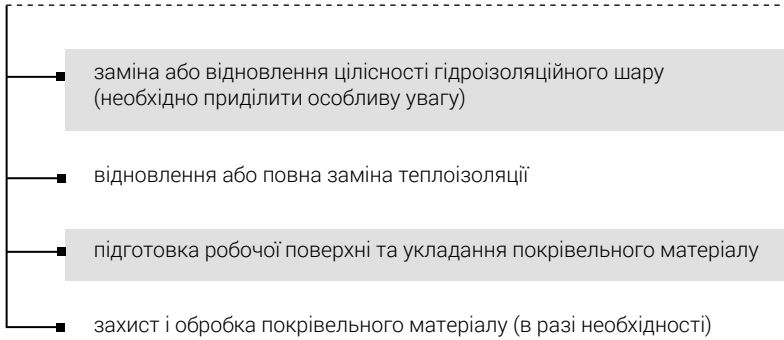 заміна або відновлення цілісності гідроізоляційного шару
(необхідно приділити особливу увагу)
відновлення або повна заміна теплоізоляції
підготовка робочої поверхні та укладання покрівельного матеріалу
захист і обробка покрівельного матеріалу (в разі необхідності)